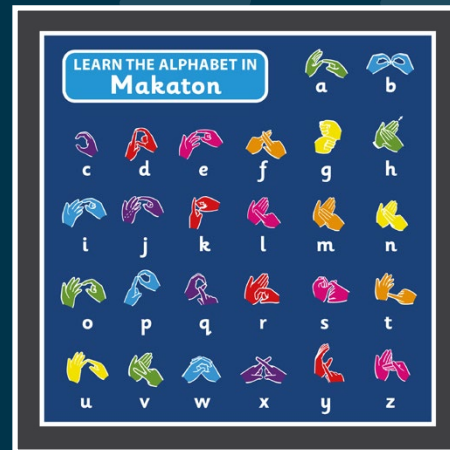 LEARN THE ALPHABET IN
Makaton
a b
c d e f g h
i j k l m n
o p q r s t
u v w x y z